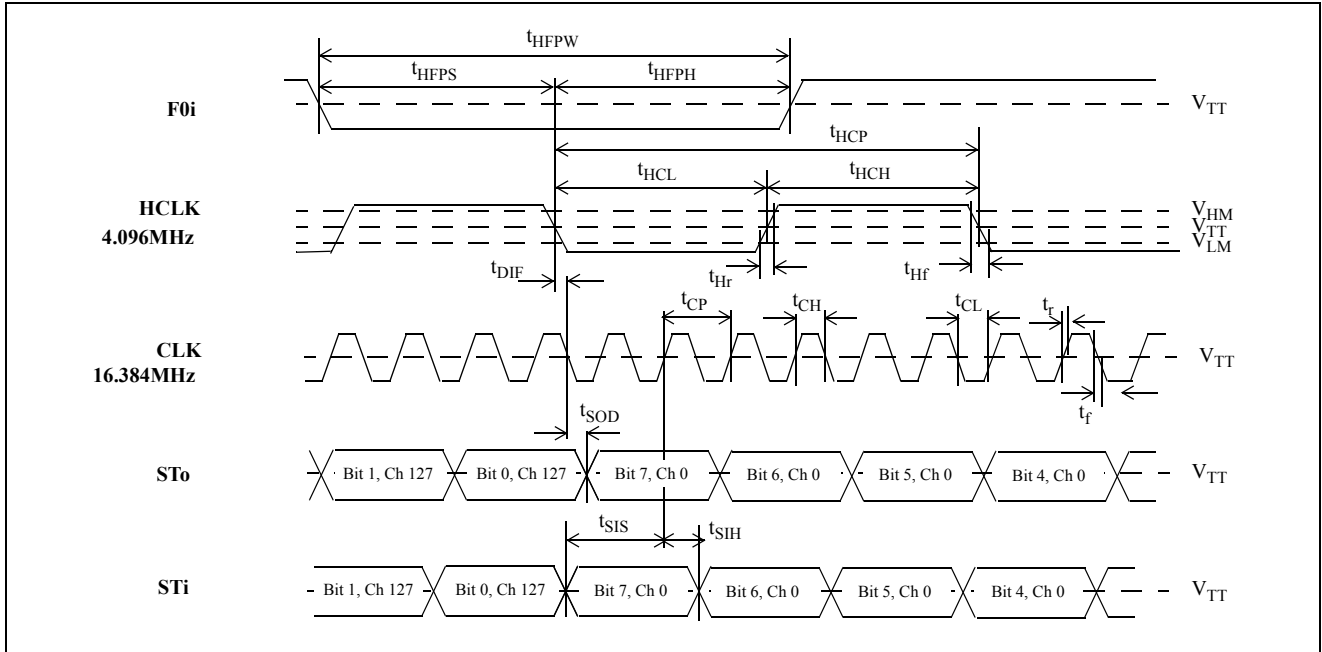 tHFPW
tHFPS tHFPH
F0i VTT
tHCP
tHCL tHCH
HCLK VHM
VTT
4.096MHz VLM
tDIF tHr tHf
tCP tCH tCL tr
CLK VTT
16.384MHz
tf
tSOD
STo Bit 1, Ch 127 Bit 0, Ch 127 Bit 7, Ch 0 Bit 6, Ch 0 Bit 5, Ch 0 Bit 4, Ch 0 VTT
tSIS tSIH
STi Bit 1, Ch 127 Bit 0, Ch 127 Bit 7, Ch 0 Bit 6, Ch 0 Bit 5, Ch 0 Bit 4, Ch 0 VTT